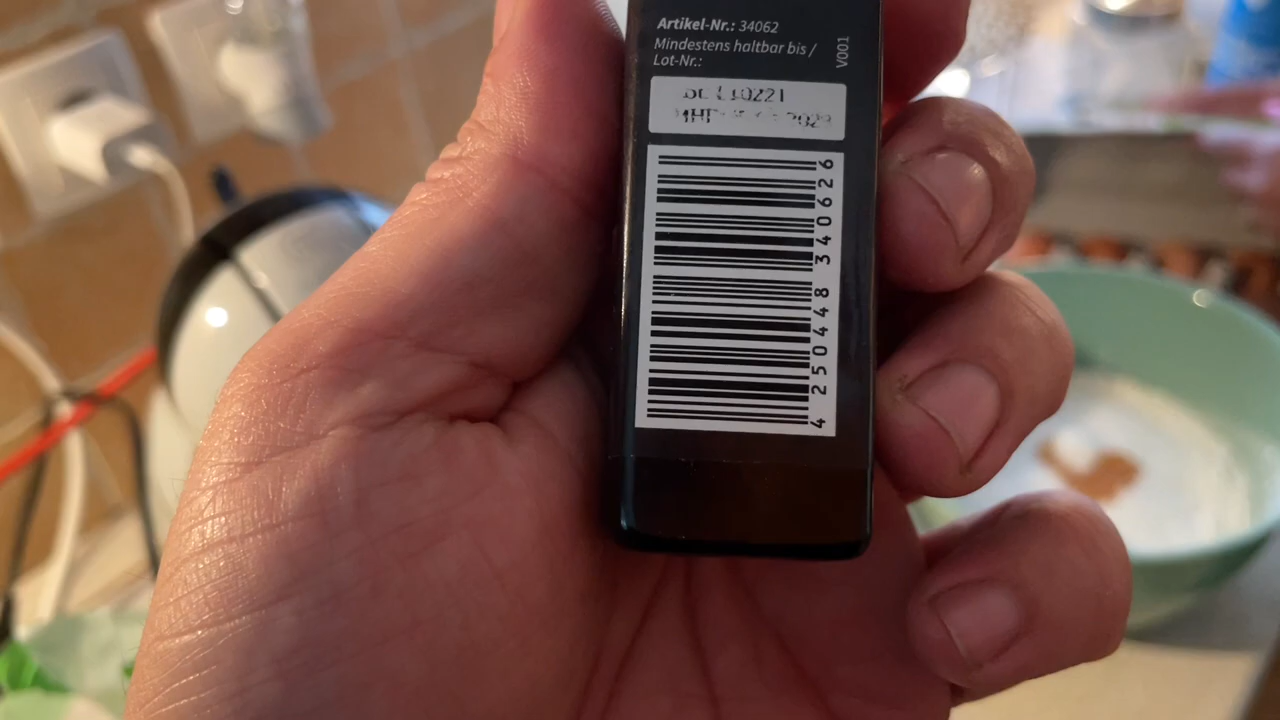 Artikel-Nr.: 34062
Mindestens haltbar bis /
Lot-Nr.:
V001
4 250448 340626